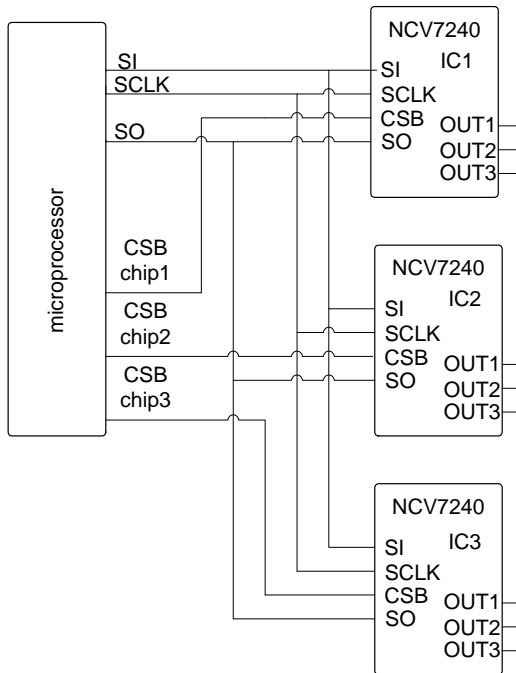 microprocessor
SI
SCLK
SO
CSB
chip1
CSB
chip2
CSB
chip3
NCV7240
IC1
SI
SCLK
CSB
SO
OUT1
OUT2
OUT3
NCV7240
IC2
SI
SCLK
CSB
SO
OUT1
OUT2
OUT3
NCV7240
IC3
SI
SCLK
CSB
SO
OUT1
OUT2
OUT3